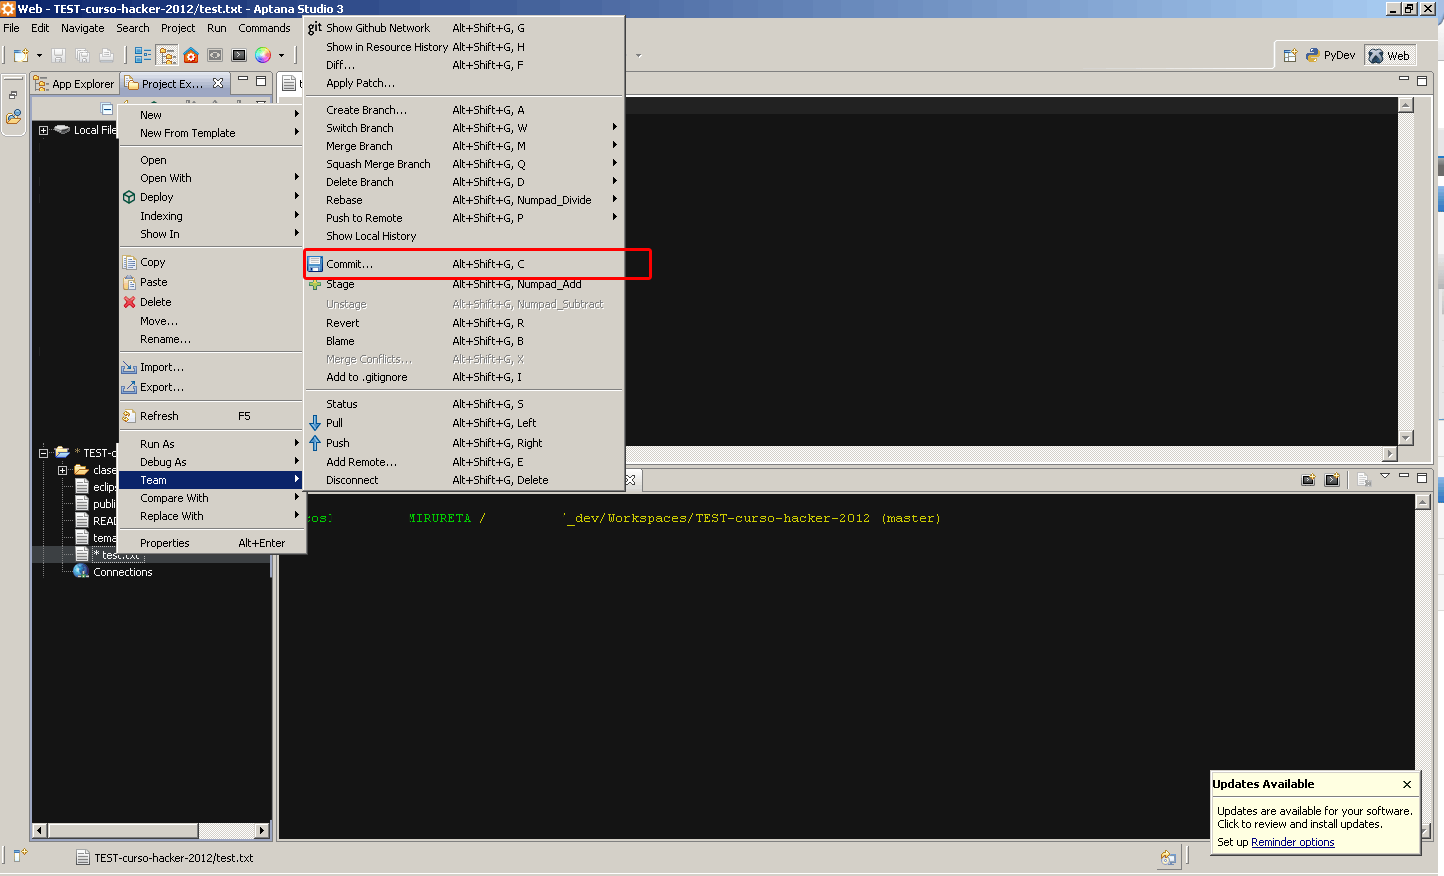 Web - TEST-curso-hacker-2012/test.txt - Aptana Studio 3
File Edit Navigate Search Project Run Commands
PyDev Web
App Explorer Project Ex...
Local File
New
New From Template
Open
Open With
Deploy
Indexing
Show In
Copy
Paste
Delete
Move...
Rename...
Import...
Export...
Refresh F5
Run As
Debug As
Team
Compare With
Replace With
Properties Alt+Enter
git Show Github Network Alt+Shift+G, G
Show in Resource History Alt+Shift+G, H
Diff... Alt+Shift+G, F
Apply Patch...
Create Branch... Alt+Shift+G, A
Switch Branch Alt+Shift+G, W
Merge Branch Alt+Shift+G, M
Squash Merge Branch Alt+Shift+G, Q
Delete Branch Alt+Shift+G, D
Rebase Alt+Shift+G, Numpad_Divide
Push to Remote Alt+Shift+G, P
Show Local History
Commit... Alt+Shift+G, C
Stage Alt+Shift+G, Numpad_Add
Unstage Alt+Shift+G, Numpad_Subtract
Revert Alt+Shift+G, R
Blame Alt+Shift+G, B
Merge Conflicts... Alt+Shift+G, X
Add to .gitignore Alt+Shift+G, I
Status Alt+Shift+G, S
Pull Alt+Shift+G, Left
Push Alt+Shift+G, Right
Add Remote... Alt+Shift+G, E
Disconnect Alt+Shift+G, Delete
* TEST-c
clase
eclips
publi
REA
tema
* test.txt
Connections
MIRURETA / _dev/Workspaces/TEST-curso-hacker-2012 (master)
Updates Available
Updates are available for your software.
Click to review and install updates.
Set up Reminder options
TEST-curso-hacker-2012/test.txt